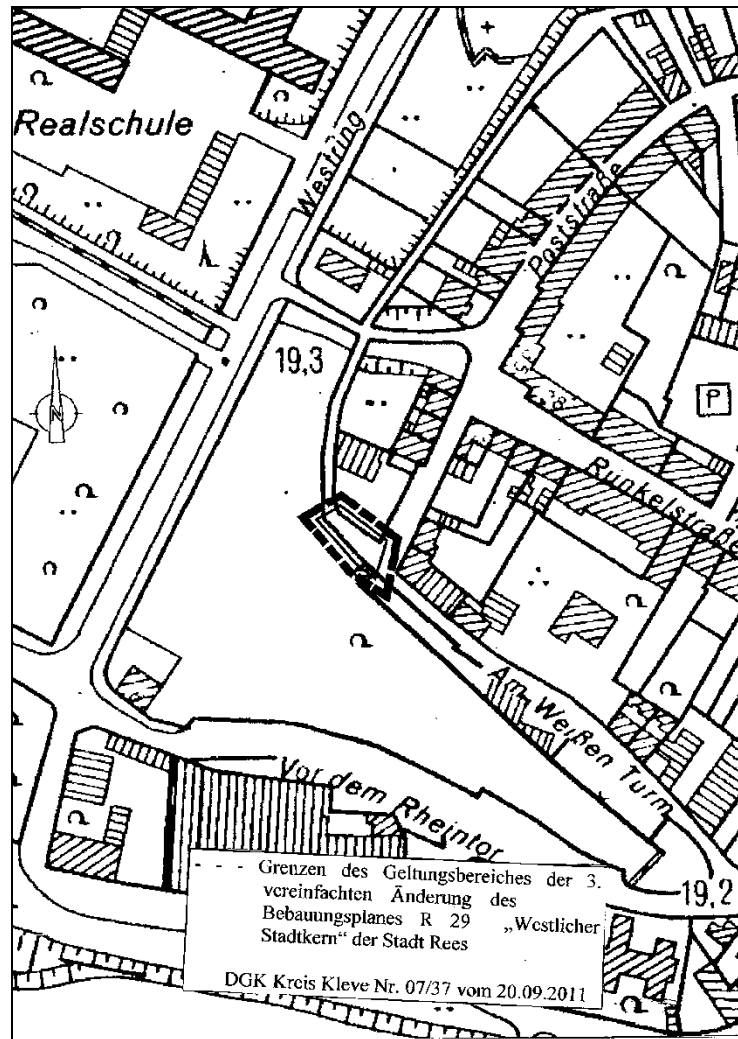 Realschule
Westring
Poststraße
19,3
N
P
Runkelstraße
Am Weißen Turm
Vor dem Rheintor
19,2
- - - Grenzen des Geltungsbereiches der 3.
vereinfachten Änderung des
Bebauungsplanes R 29 „Westlicher
Stadtkern“ der Stadt Rees
DGK Kreis Kleve Nr. 07/37 vom 20.09.2011